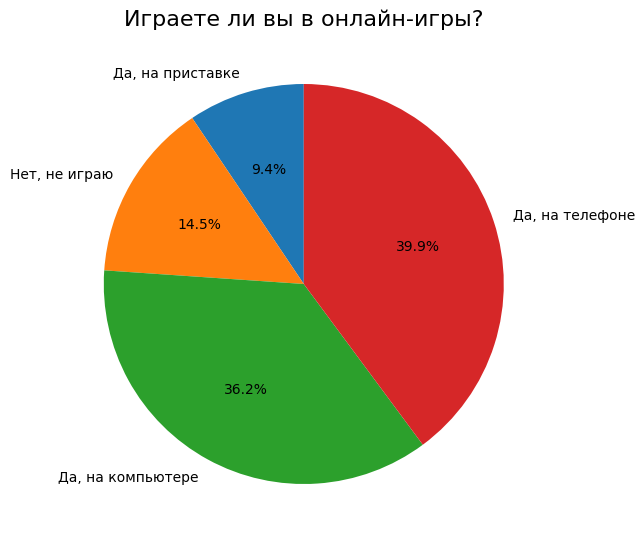 Играете ли вы в онлайн-игры?
Да, на приставке
9.4%
Нет, не играю
14.5%
Да, на телефоне
39.9%
36.2%
Да, на компьютере